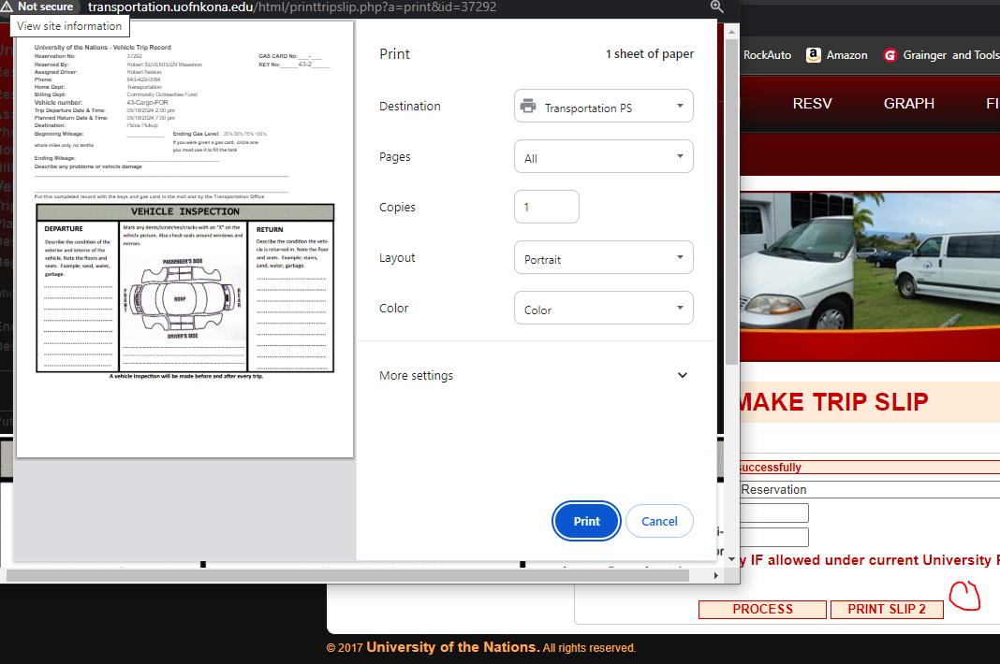 Not secure
transportation.uofnkona.edu/html/printtripslip.php?a=print&id=37292
View site information
RockAuto
Amazon
Grainger
and Tools
RESV
GRAPH
University of the Nations - Vehicle Trip Record
Reservation No: 37292 GAS CARD No:___-___
Reserved By: Robert SEVENTEEN KEY No:_____43-2_____
Assigned Driver: Robert Nelson
Phone: 843-429-0084
Home Dept: Transportation
Billing Dept: Community Outreaches Fund
Vehicle number: 43-Cargo-FOR
Trip Departure Date & Time: 05/18/2024 2:00 pm
Planned Return Date & Time: 05/18/2024 7:00 pm
Destination: Pizza Pickup
Beginning Mileage: Ending Gas Level: 25% 50% 75% 100%
whole miles only, no tenths
If you were given a gas card, circle one
you must use it to fill the tank
Ending Mileage:
Describe any problems or vehicle damage
Put this completed record with the keys and gas card in the mail slot by the Transportation Office
VEHICLE INSPECTION
DEPARTURE
Describe the condition of the
exterior and interior of the
vehicle. Note the floors and
seats. Example; sand, water,
garbage.
Mark any dents/scratches/cracks with an "X" on the
vehicle picture. Also check seals around windows and
mirrors.
PASSENGER'S SIDE
FRONT
ROOF
REAR
DRIVER'S SIDE
RETURN
Describe the condition the vehi-
cle is returned in. Note the floor
and seats. Example; stains,
sand, water, garbage.
A vehicle inspection will be made before and after every trip.
Print
1 sheet of paper
Destination
Transportation PS
Pages
All
Copies
1
Layout
Portrait
Color
Color
More settings
Print
Cancel
MAKE TRIP SLIP
successfully
Reservation
y IF allowed under current University
PROCESS
PRINT SLIP 2
© 2017 University of the Nations. All rights reserved.